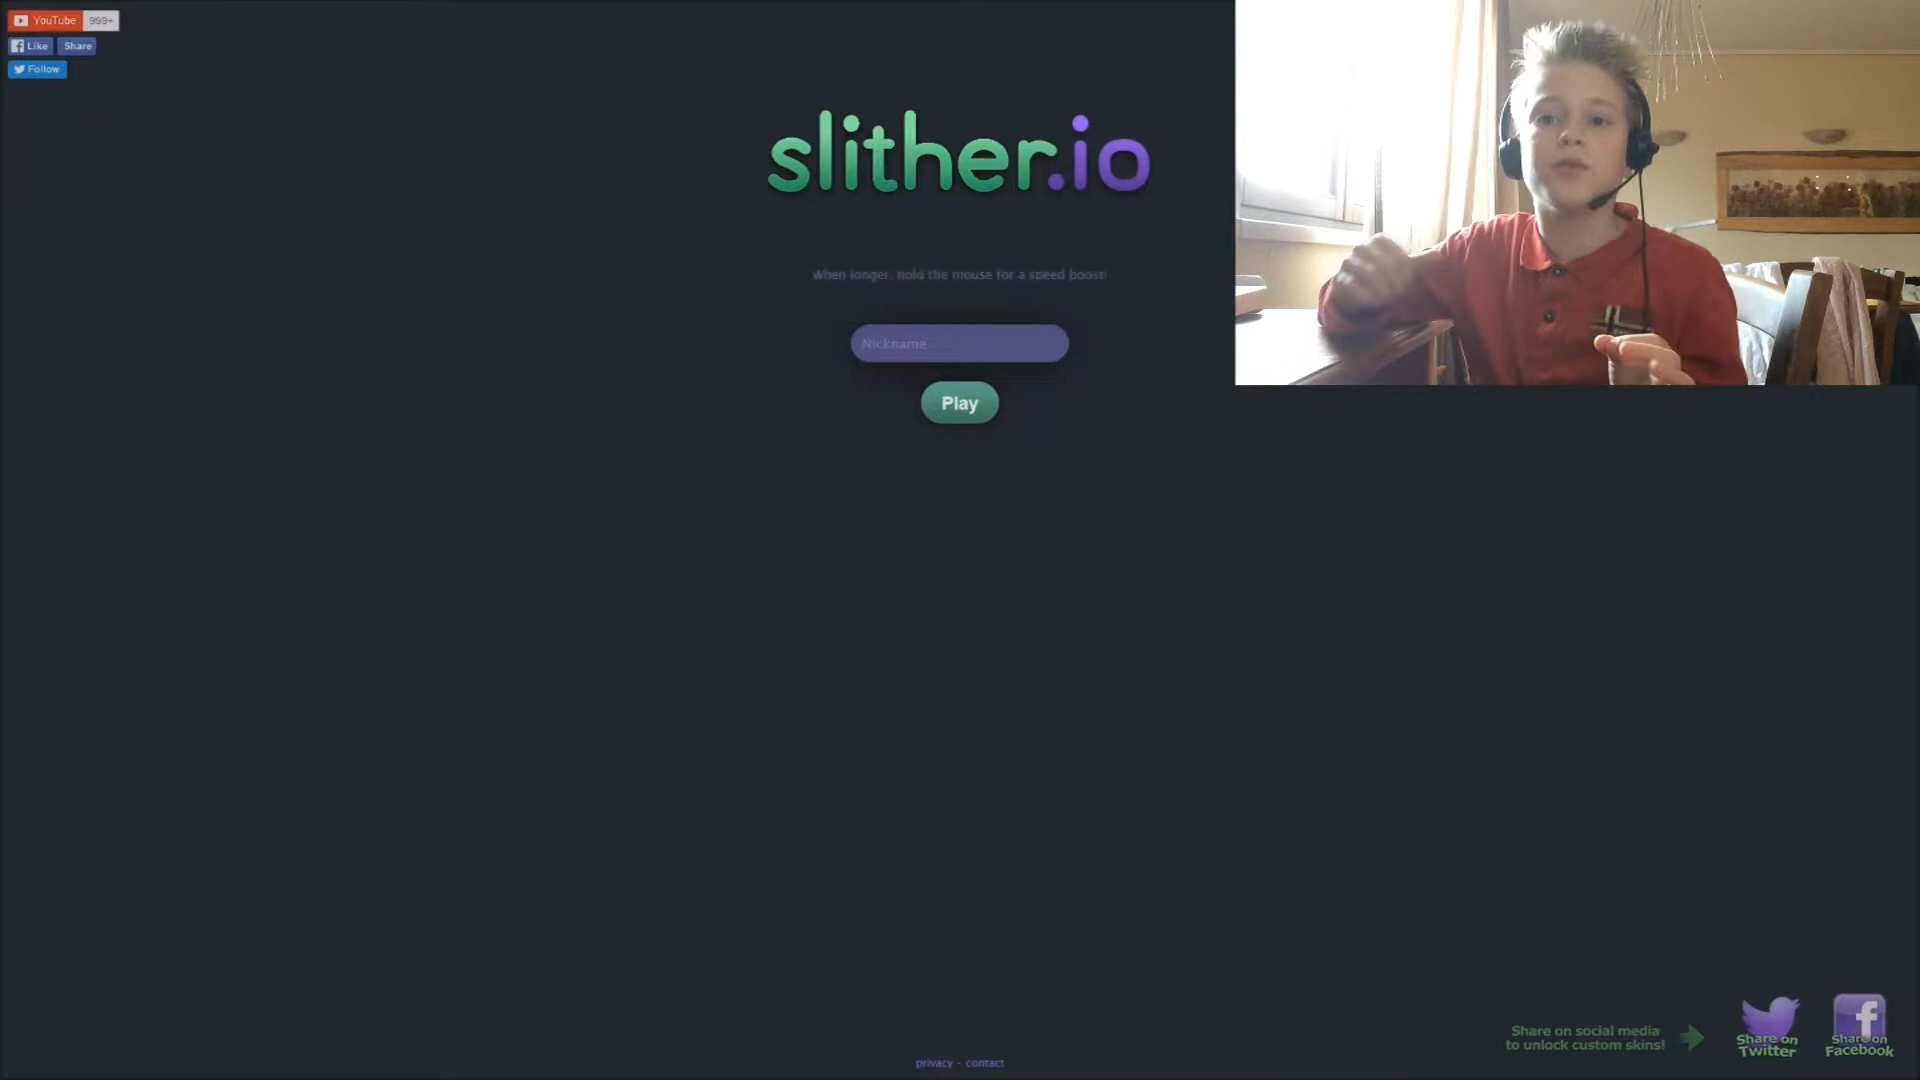 YouTube 999+
Like Share
Follow
slither.io
When longer, hold the mouse for a speed boost!
Nickname
Play
Share on social media
to unlock custom skins!
Share on
Twitter
Share on
Facebook
privacy - contact